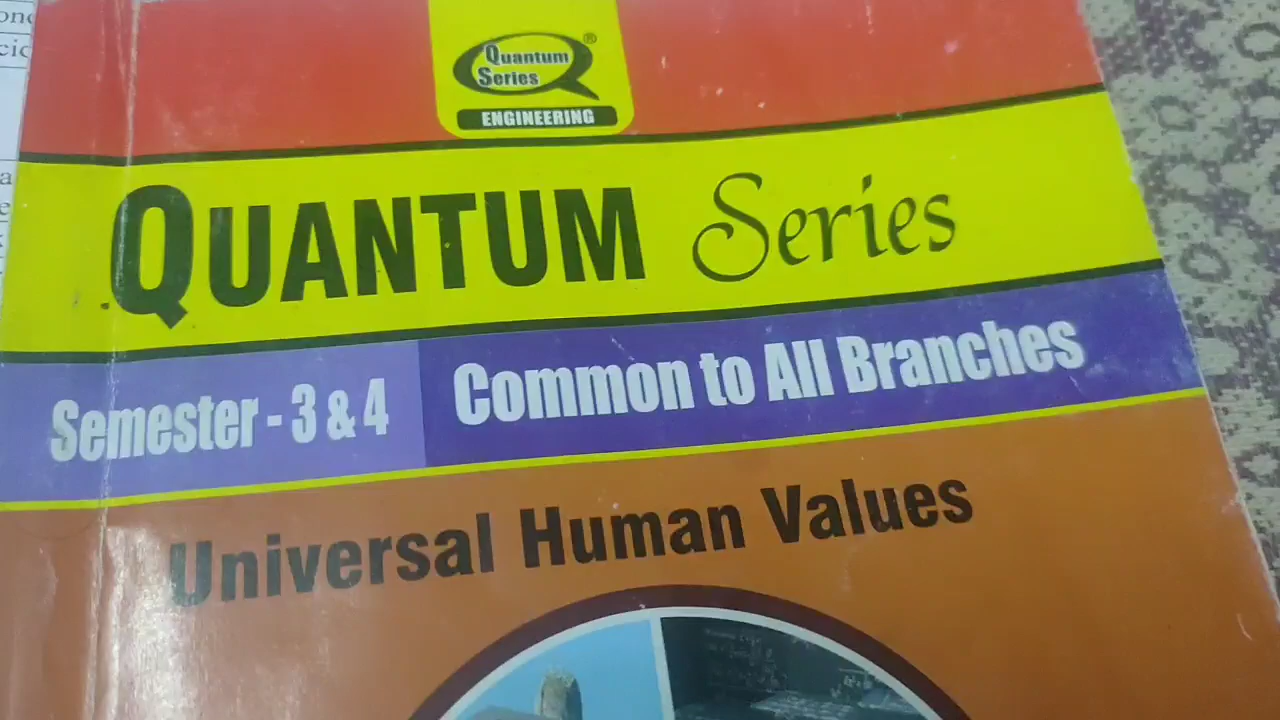 Quantum
Series
®
ENGINEERING
QUANTUM Series
Semester - 3 & 4
Common to All Branches
Universal Human Values